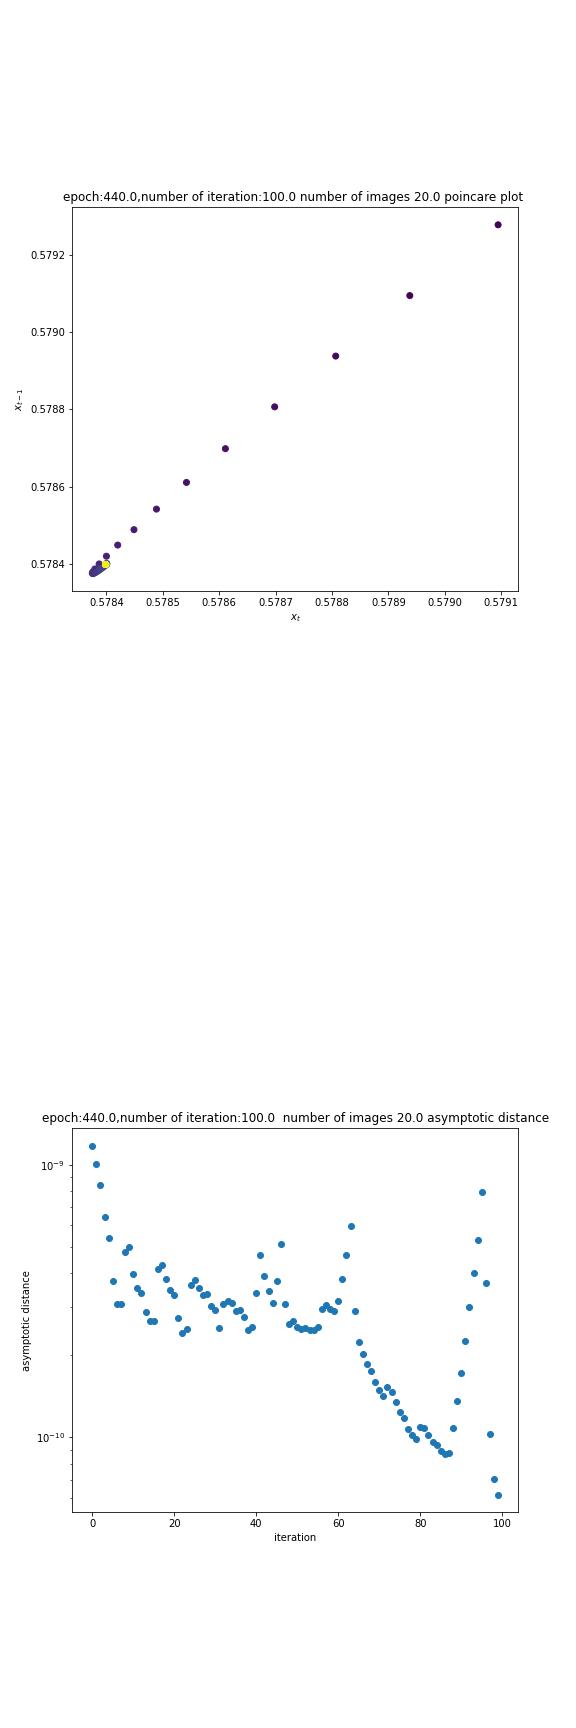 epoch:440.0,number of iteration:100.0 number of images 20.0 poincare plot
0.5792
0.5790
0.5788
0.5786
0.5784
x_{t-1}
0.5784 0.5785 0.5786 0.5787 0.5788 0.5789 0.5790 0.5791
x_t
epoch:440.0,number of iteration:100.0  number of images 20.0 asymptotic distance
10^{-9}
10^{-10}
asymptotic distance
0 20 40 60 80 100
iteration